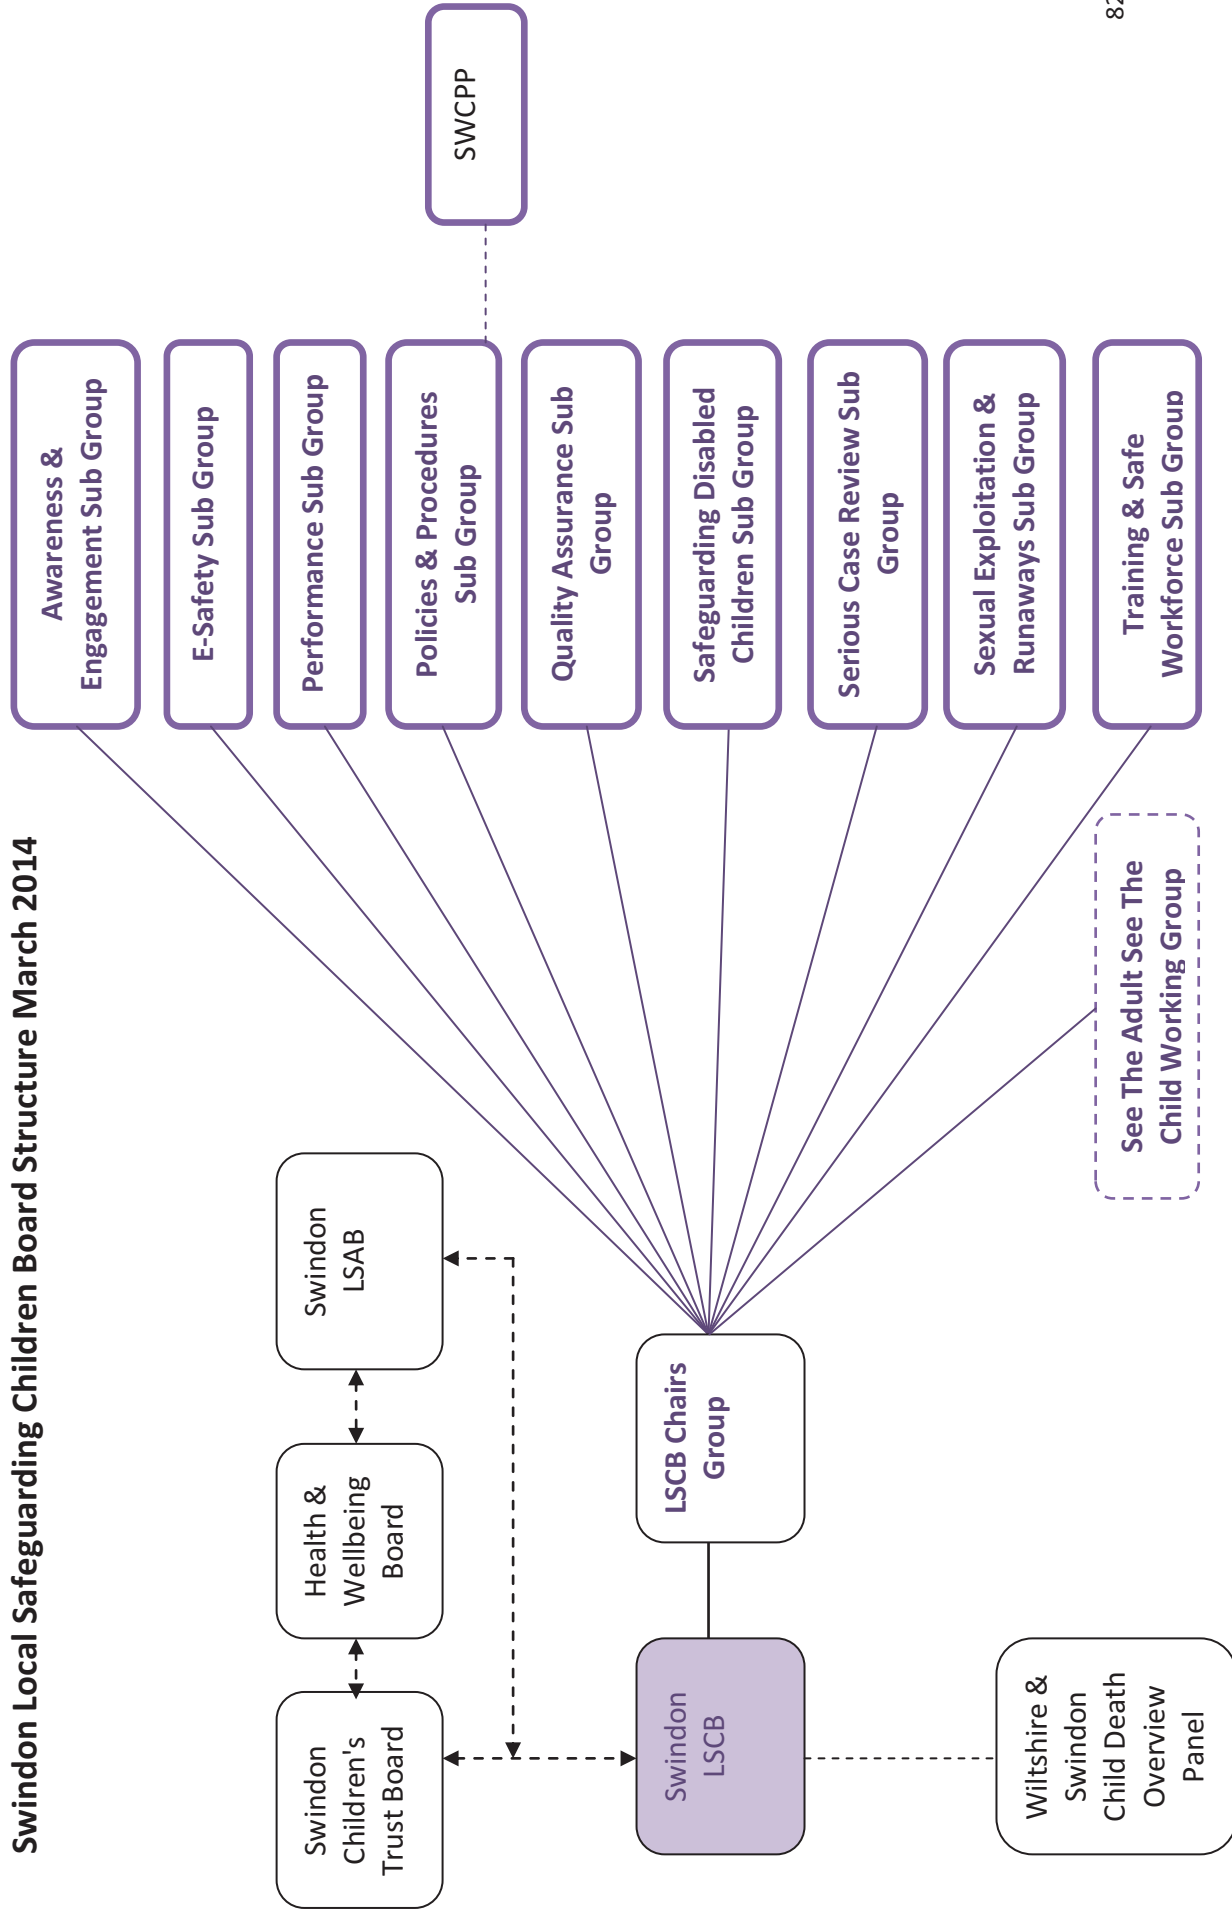 Swindon Local Safeguarding Children Board Structure March 2014
Swindon
Children's
Trust Board
Health &
Wellbeing
Board
Swindon
LSAB
Swindon
LSCB
LSCB Chairs
Group
Wiltshire &
Swindon
Child Death
Overview
Panel
Awareness &
Engagement Sub Group
E-Safety Sub Group
Performance Sub Group
Policies & Procedures
Sub Group
Quality Assurance Sub
Group
Safeguarding Disabled
Children Sub Group
Serious Case Review Sub
Group
Sexual Exploitation &
Runaways Sub Group
Training & Safe
Workforce Sub Group
See The Adult See The
Child Working Group
SWCPP
82